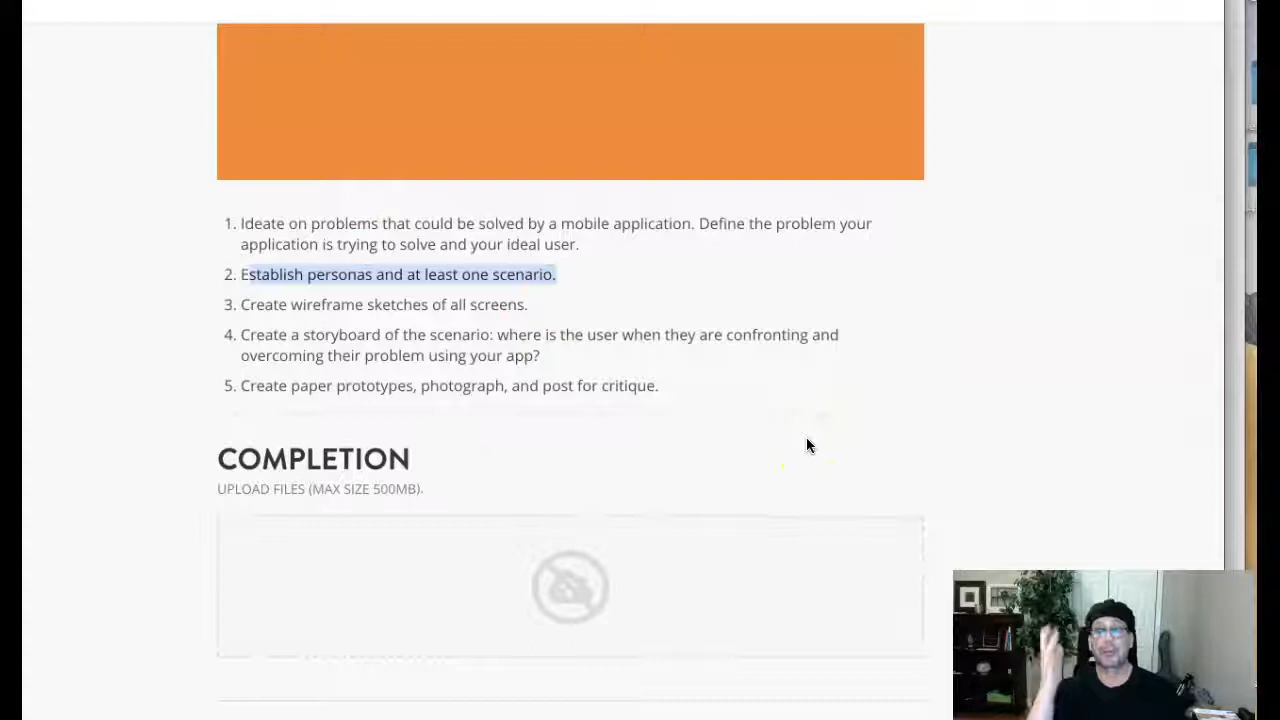 1. Ideate on problems that could be solved by a mobile application. Define the problem your
application is trying to solve and your ideal user.
2. Establish personas and at least one scenario.
3. Create wireframe sketches of all screens.
4. Create a storyboard of the scenario: where is the user when they are confronting and
overcoming their problem using your app?
5. Create paper prototypes, photograph, and post for critique.
COMPLETION
UPLOAD FILES (MAX SIZE 500MB).